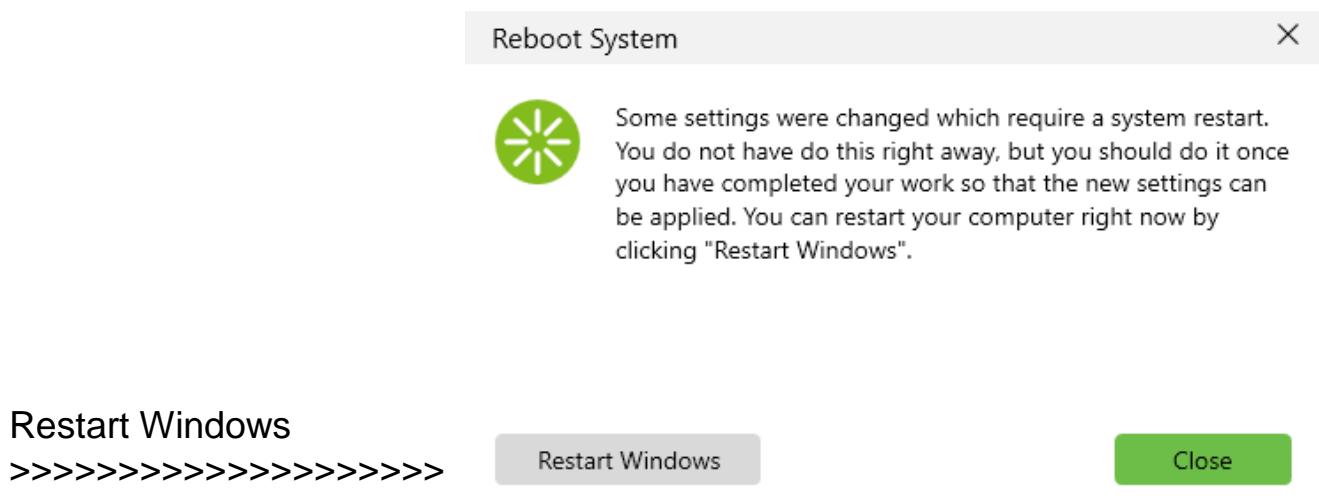 Reboot System
Some settings were changed which require a system restart.
You do not have do this right away, but you should do it once
you have completed your work so that the new settings can
be applied. You can restart your computer right now by
clicking "Restart Windows".
Restart Windows
>>>>>>>>>>>>>>>>>>>>
Restart Windows
Close